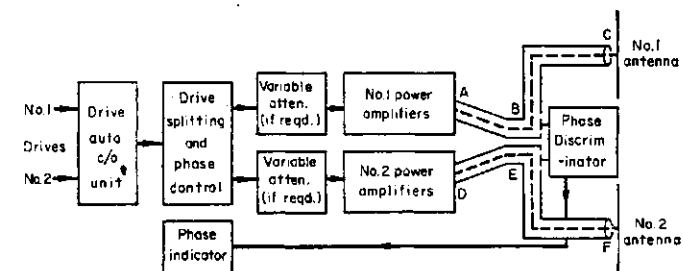 No.1
Drives
No.2
Drive
auto
c/o
unit
Drive
splitting
and
phase
control
Variable
atten.
(if reqd.)
Variable
atten.
(if reqd.)
No.1 power
amplifiers
No.2 power
amplifiers
A
B
C
D
E
F
No.1
antenna
Phase
Discrim
-inator
No.2
antenna
Phase
indicator